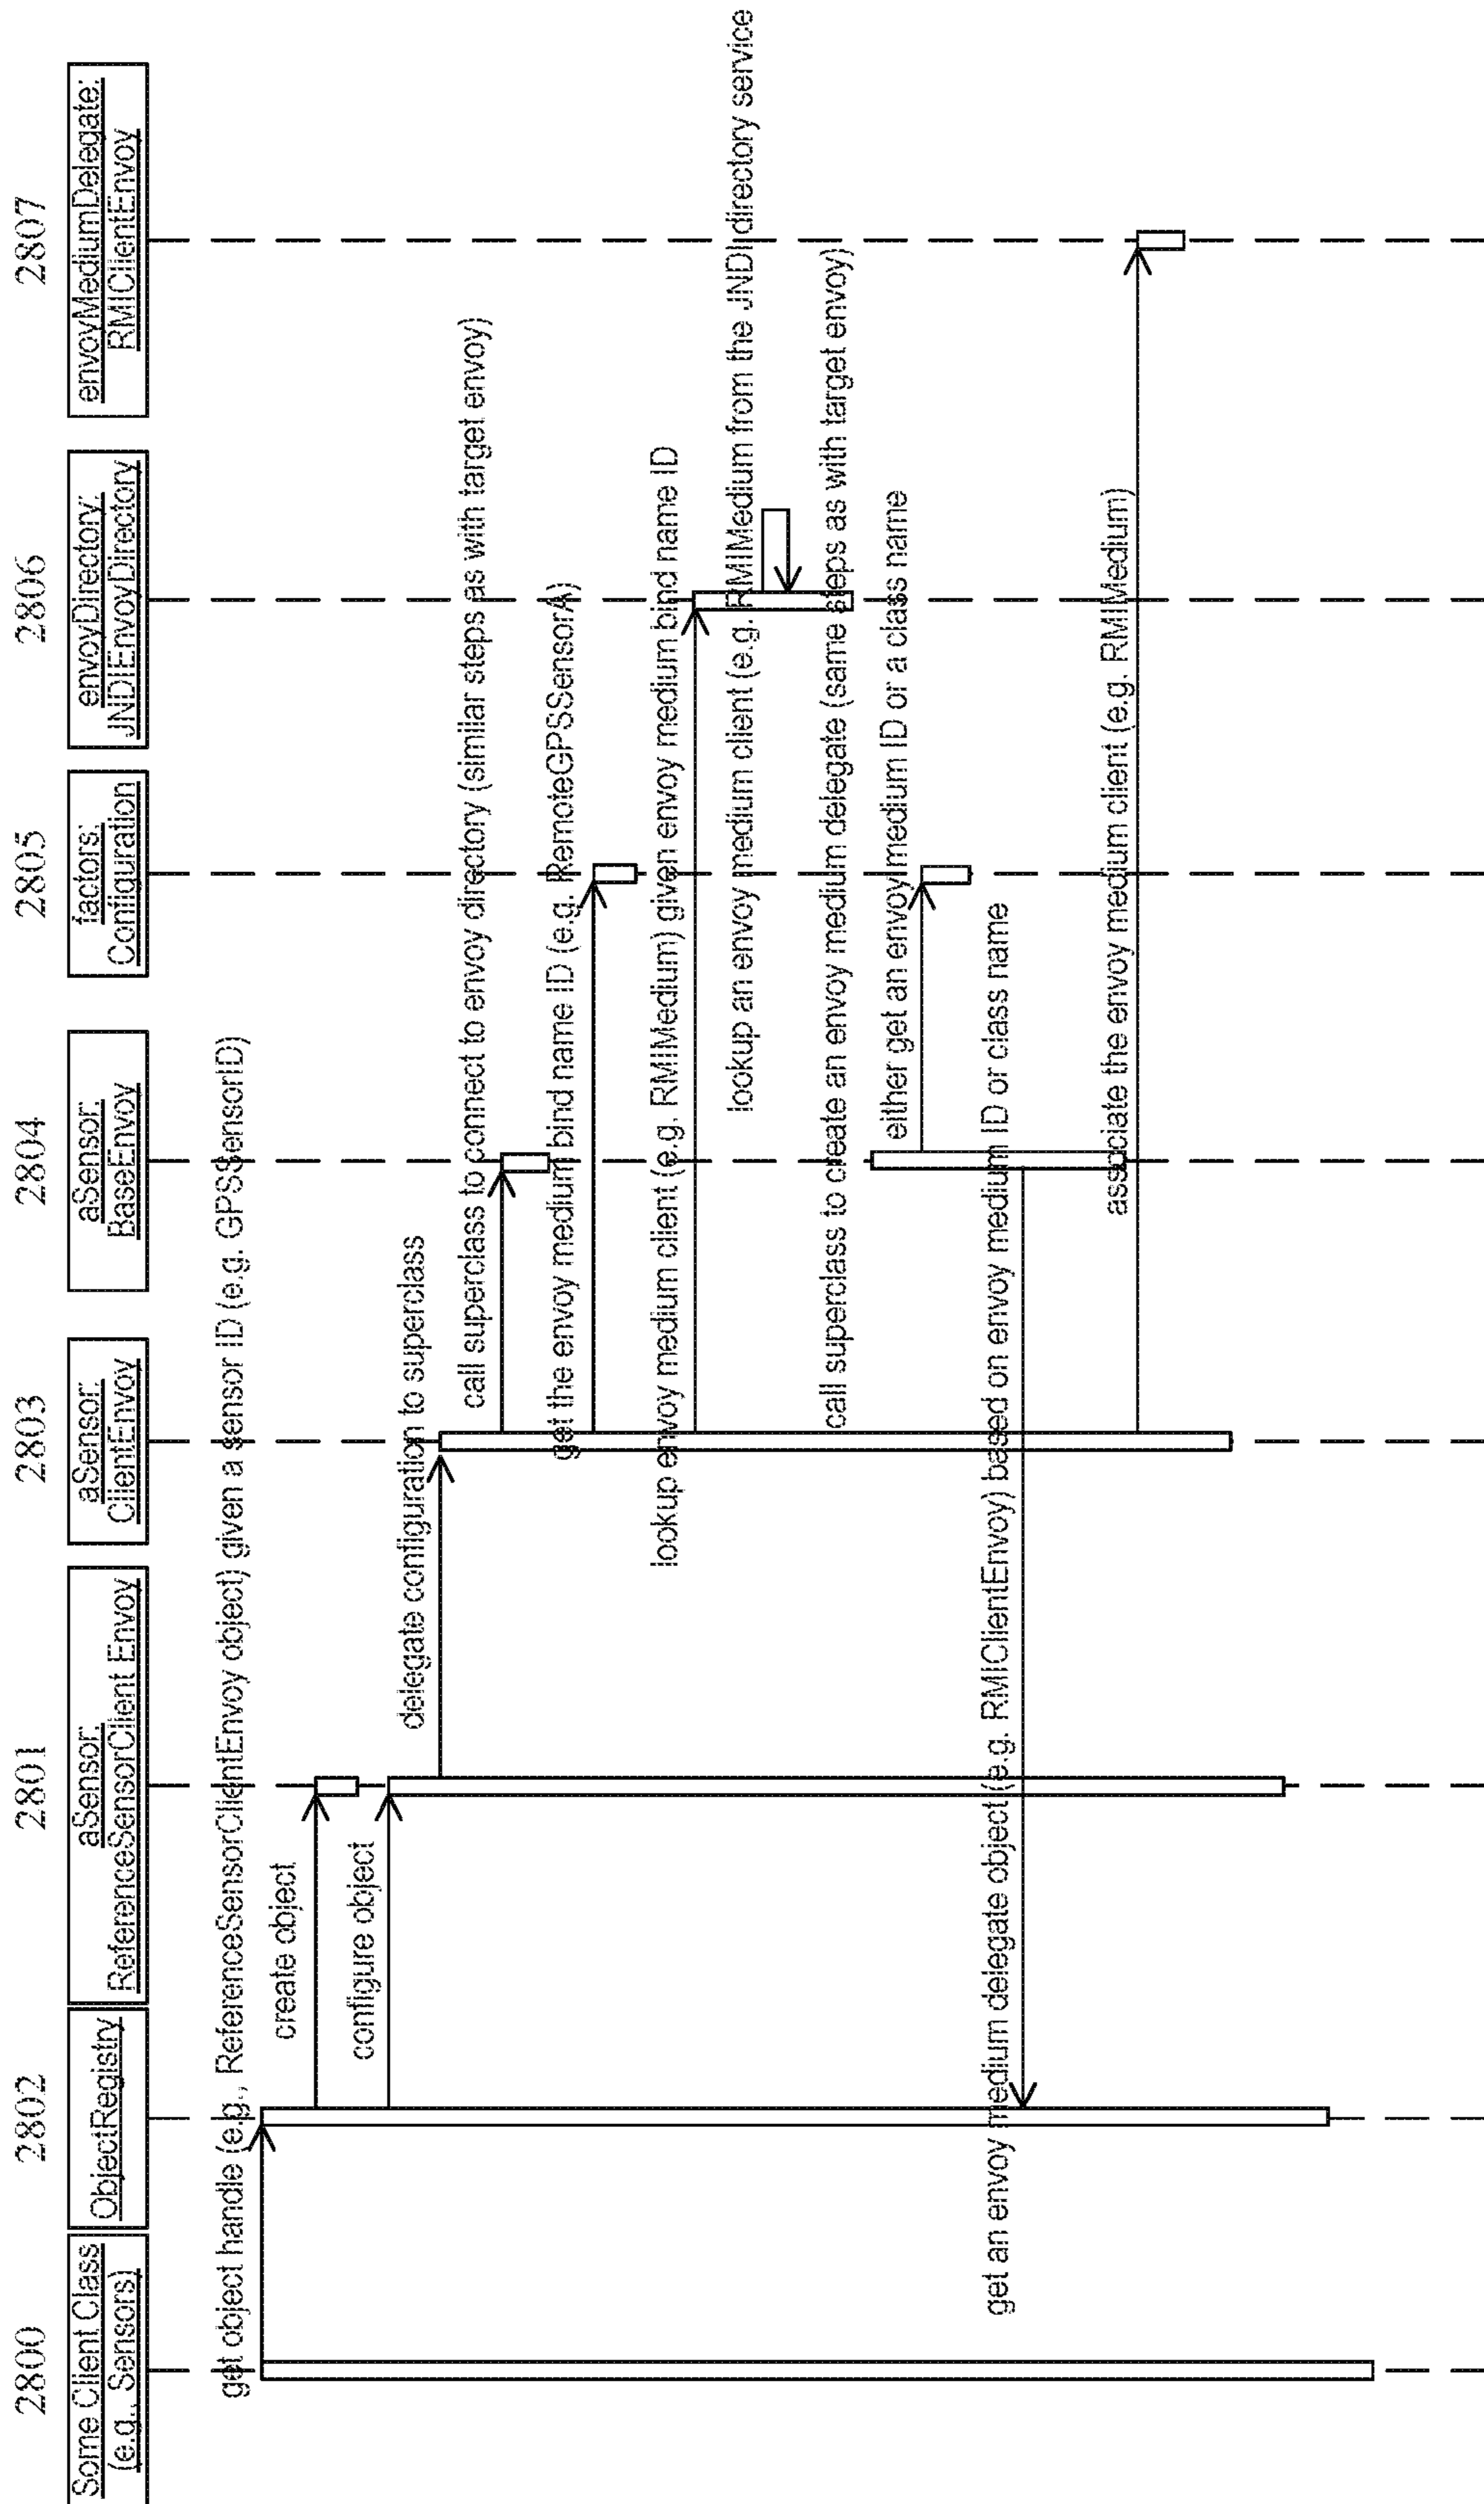 2800
2802
2801
2803
2804
2805
2806
2807
Some Client Class
(e.g., Sensors)
ObjectRegistry
aSensor:
ReferenceSensorClient Envoy
aSensor:
ClientEnvoy
aSensor:
BaseEnvoy
factors:
Configuration
envoyDirectory:
JNDIEnvoyDirectory
envoyMediumDelegate:
RMIClientEnvoy
get object handle (e.g., ReferenceSensorClientEnvoy object) given a sensor ID (e.g. GPSSensorID)
create object
configure object
delegate configuration to superclass
call superclass to connect to envoy directory (similar steps as with target envoy)
get the envoy medium bind name ID (e.g. RemoteGPSSensorA)
lookup envoy medium client (e.g. RMIMedium) given envoy medium bind name ID
lookup an envoy medium client (e.g. RMIMedium from the JNDI directory service
call superclass to create an envoy medium delegate (same steps as with target envoy)
either get an envoy medium ID or a class name
get an envoy medium delegate object (e.g. RMIClientEnvoy) based on envoy medium ID or class name
associate the envoy medium client (e.g. RMIMedium)